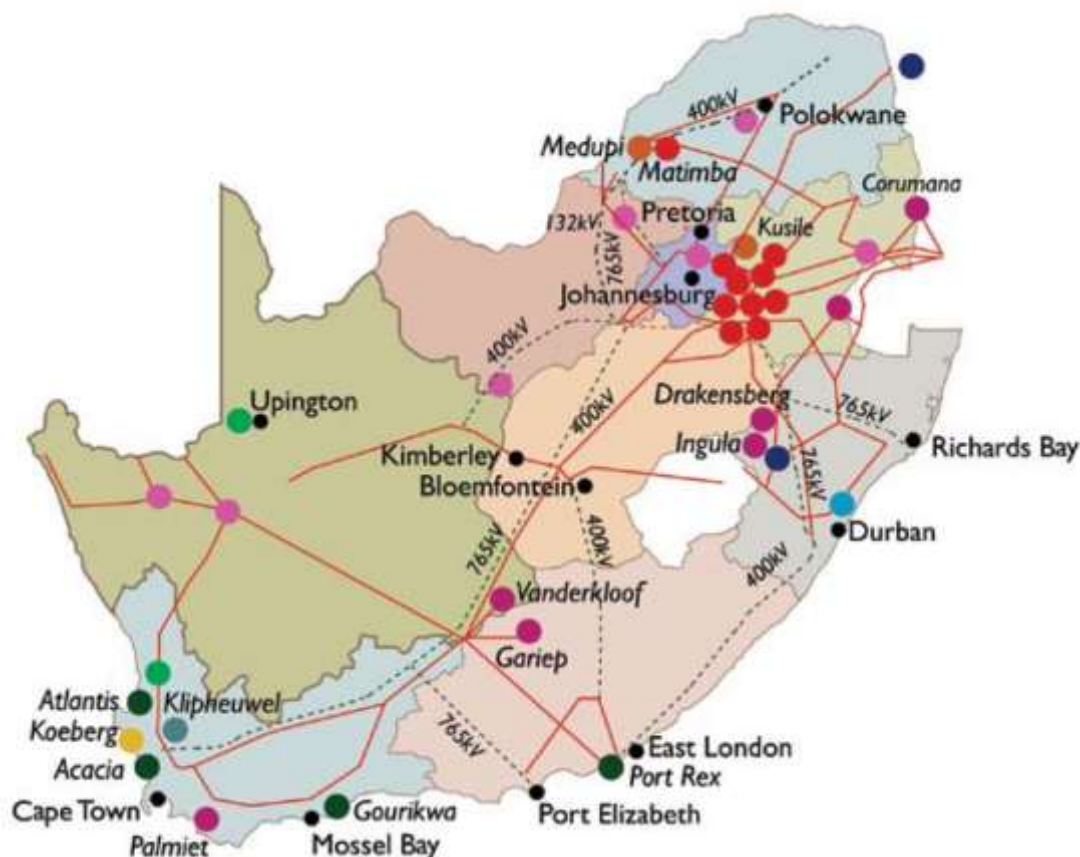 400kV
Polokwane
Medupi
Matimba
Corumana
132kV
Pretoria
Kusile
765kV
Johannesburg
400kV
Upington
Drakensberg
765kV
400kV
Ingula
Richards Bay
Kimberley
765kV
Bloemfontein
Durban
400kV
765kV
400kV
Vanderkloof
Gariep
Atlantis
Klipheuwel
Koeberg
765kV
East London
Acacia
Port Rex
Cape Town
Gourikwa
Port Elizabeth
Palmiet
Mossel Bay